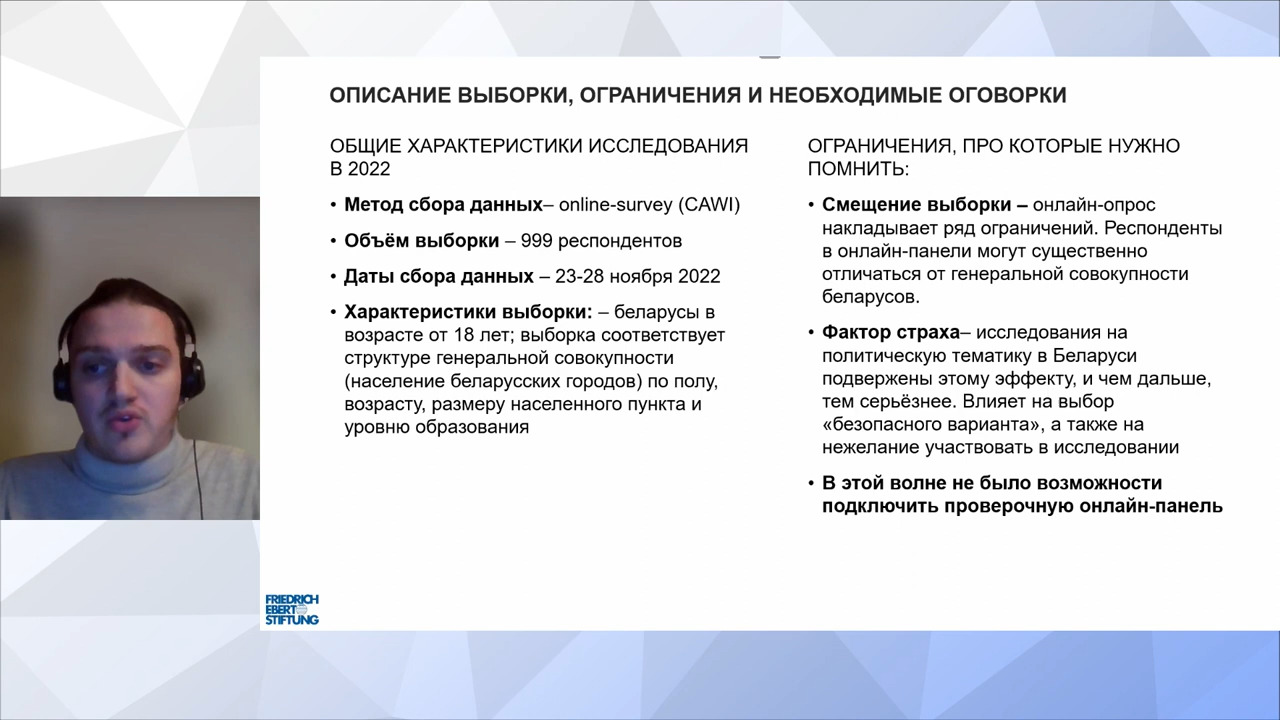 ОПИСАНИЕ ВЫБОРКИ, ОГРАНИЧЕНИЯ И НЕОБХОДИМЫЕ ОГОВОРКИ
ОБЩИЕ ХАРАКТЕРИСТИКИ ИССЛЕДОВАНИЯ
В 2022
• Метод сбора данных– online-survey (CAWI)
• Объём выборки – 999 респондентов
• Даты сбора данных – 23-28 ноября 2022
• Характеристики выборки: – беларусы в
возрасте от 18 лет; выборка соответствует
структуре генеральной совокупности
(население беларусских городов) по полу,
возрасту, размеру населенного пункта и
уровню образования
ОГРАНИЧЕНИЯ, ПРО КОТОРЫЕ НУЖНО
ПОМНИТЬ:
• Смещение выборки – онлайн-опрос
накладывает ряд ограничений. Респонденты
в онлайн-панели могут существенно
отличаться от генеральной совокупности
беларусов.
• Фактор страха– исследования на
политическую тематику в Беларуси
подвержены этому эффекту, и чем дальше,
тем серьёзнее. Влияет на выбор
«безопасного варианта», а также на
нежелание участвовать в исследовании
• В этой волне не было возможности
подключить проверочную онлайн-панель
FRIEDRICH
EBERT
STIFTUNG